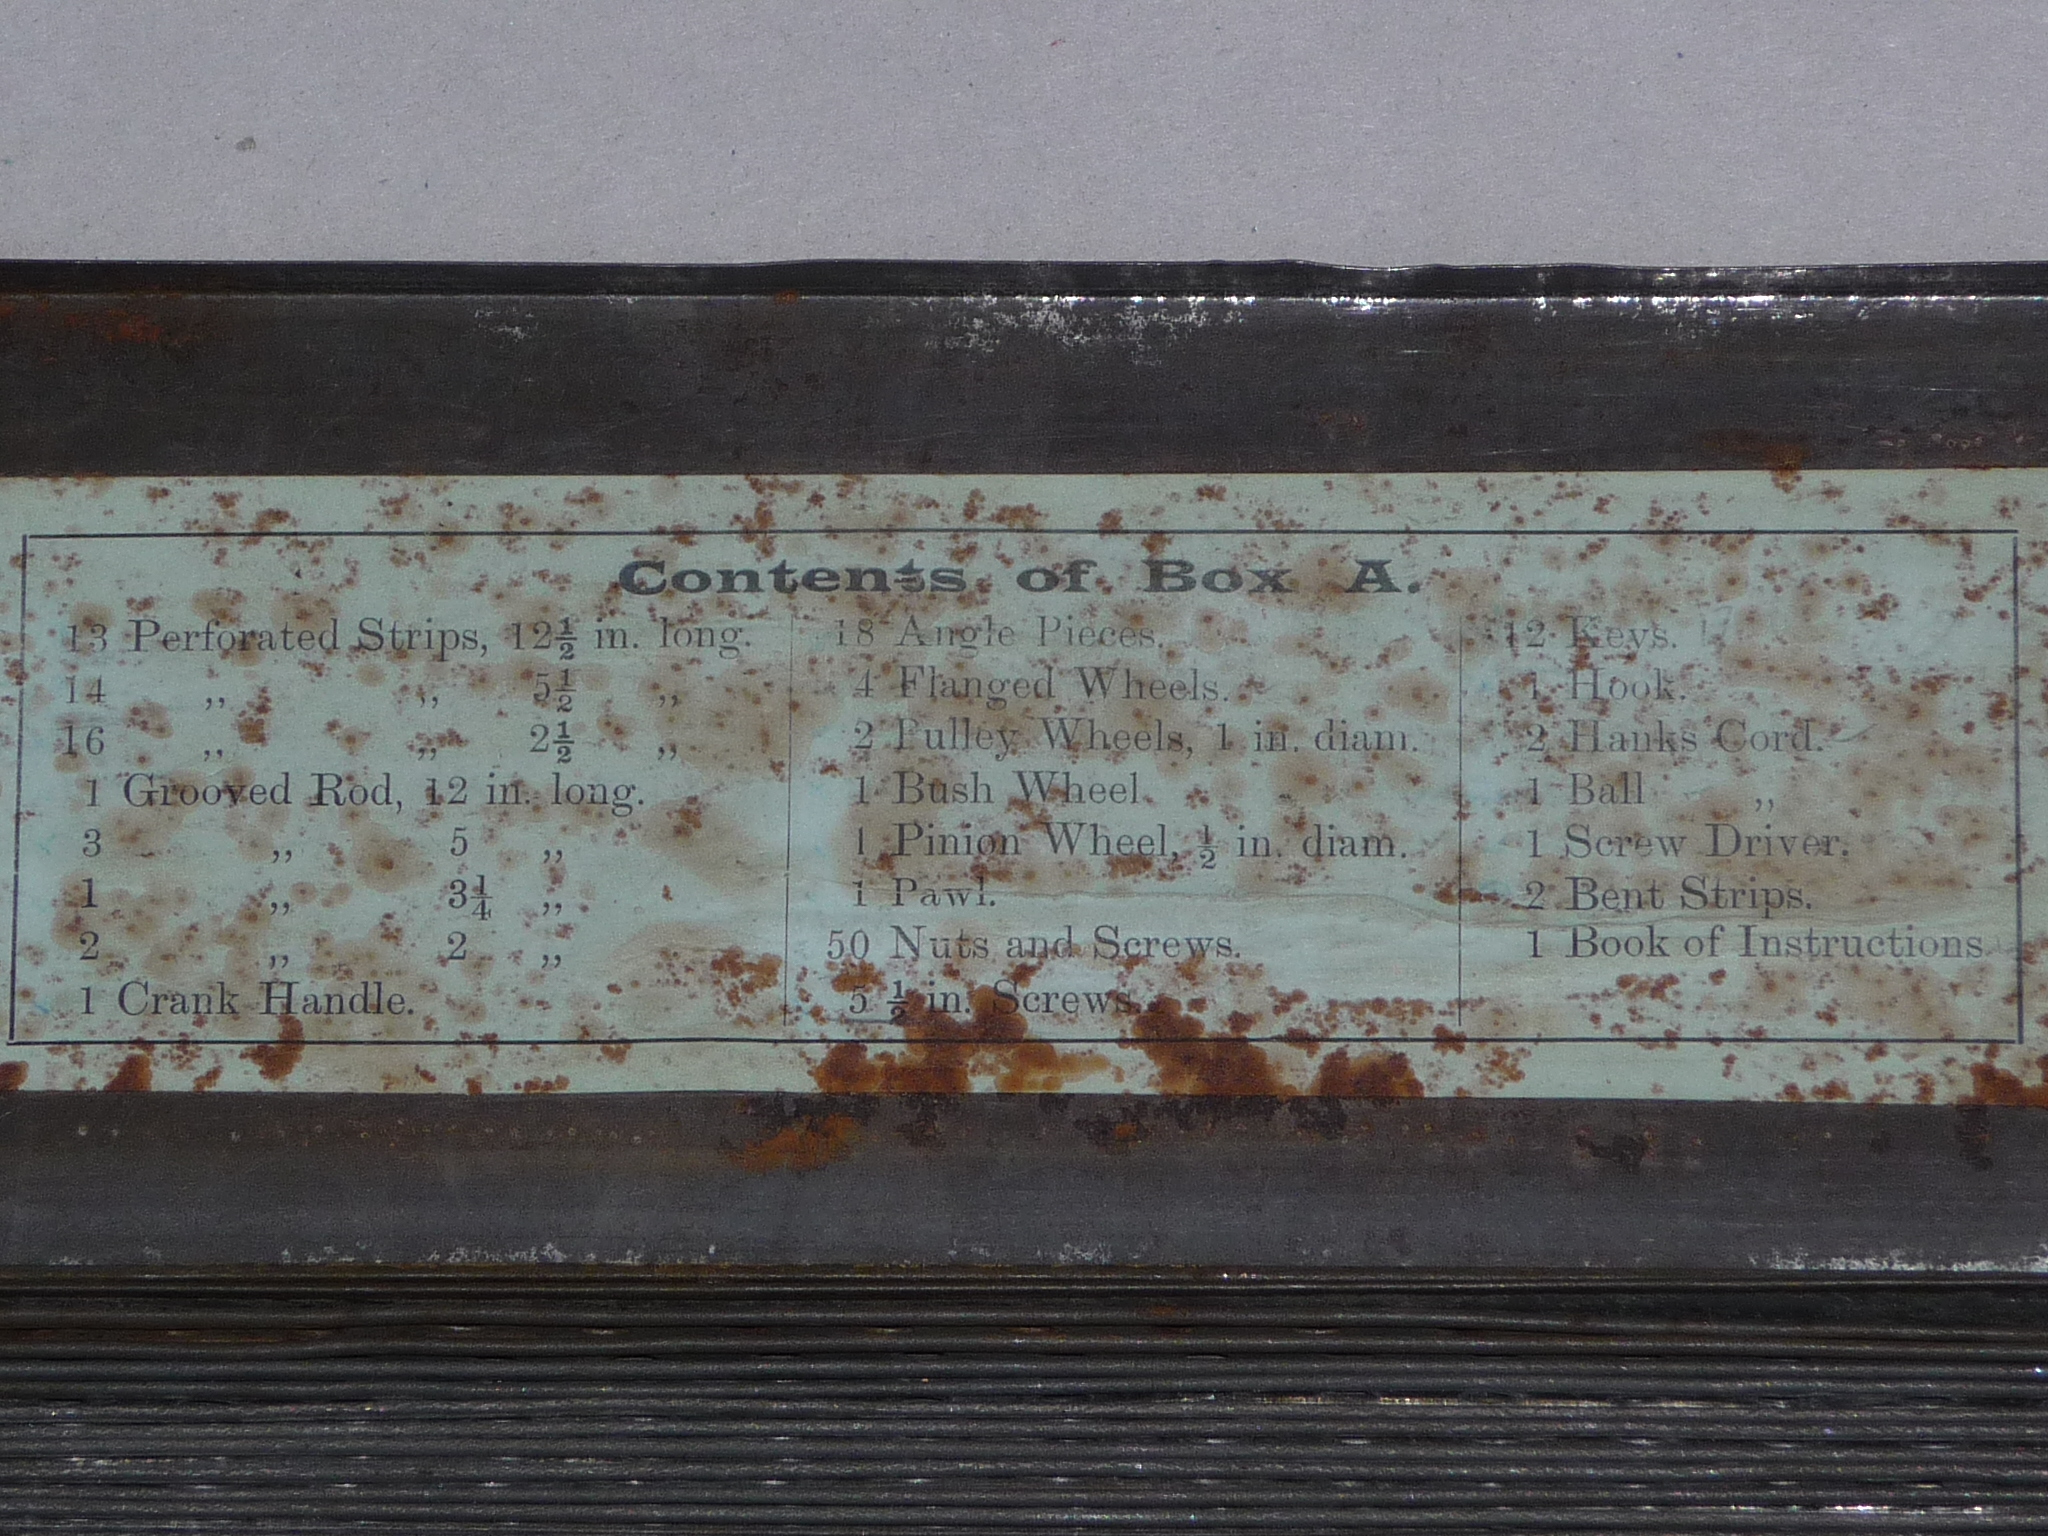 Contents of Box A.
13 Perforated Strips, 12½ in. long.
14 ,, ,, 5½ ,,
16 ,, ,, 2½ ,,
1 Grooved Rod, 12 in. long.
3 ,, 5 ,,
1 ,, 3¼ ,,
2 ,, 2 ,,
1 Crank Handle.
18 Angle Pieces.
4 Flanged Wheels.
2 Pulley Wheels, 1 in. diam.
1 Bush Wheel
1 Pinion Wheel, ½ in. diam.
1 Pawl.
50 Nuts and Screws.
5 ½ in. Screws.
12 Keys.
1 Hook.
2 Hanks Cord.
1 Ball ,,
1 Screw Driver.
2 Bent Strips.
1 Book of Instructions